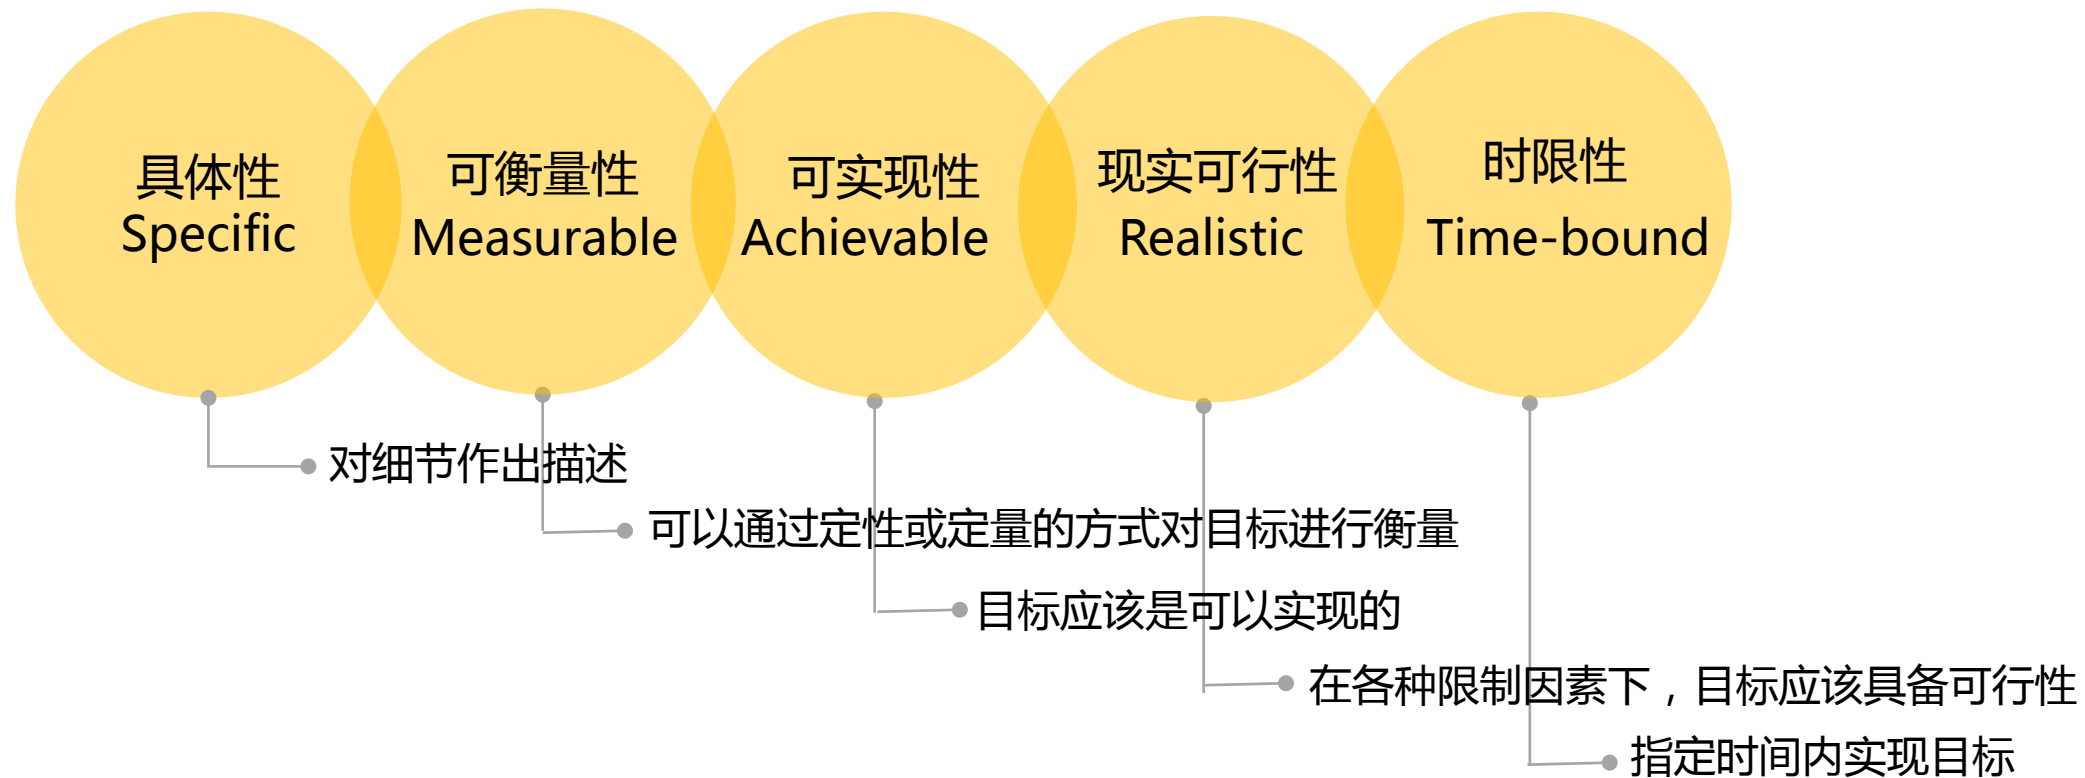 具体性
Specific
可衡量性
Measurable
可实现性
Achievable
现实可行性
Realistic
时限性
Time-bound
对细节作出描述
可以通过定性或定量的方式对目标进行衡量
目标应该是可以实现的
在各种限制因素下，目标应该具备可行性
指定时间内实现目标